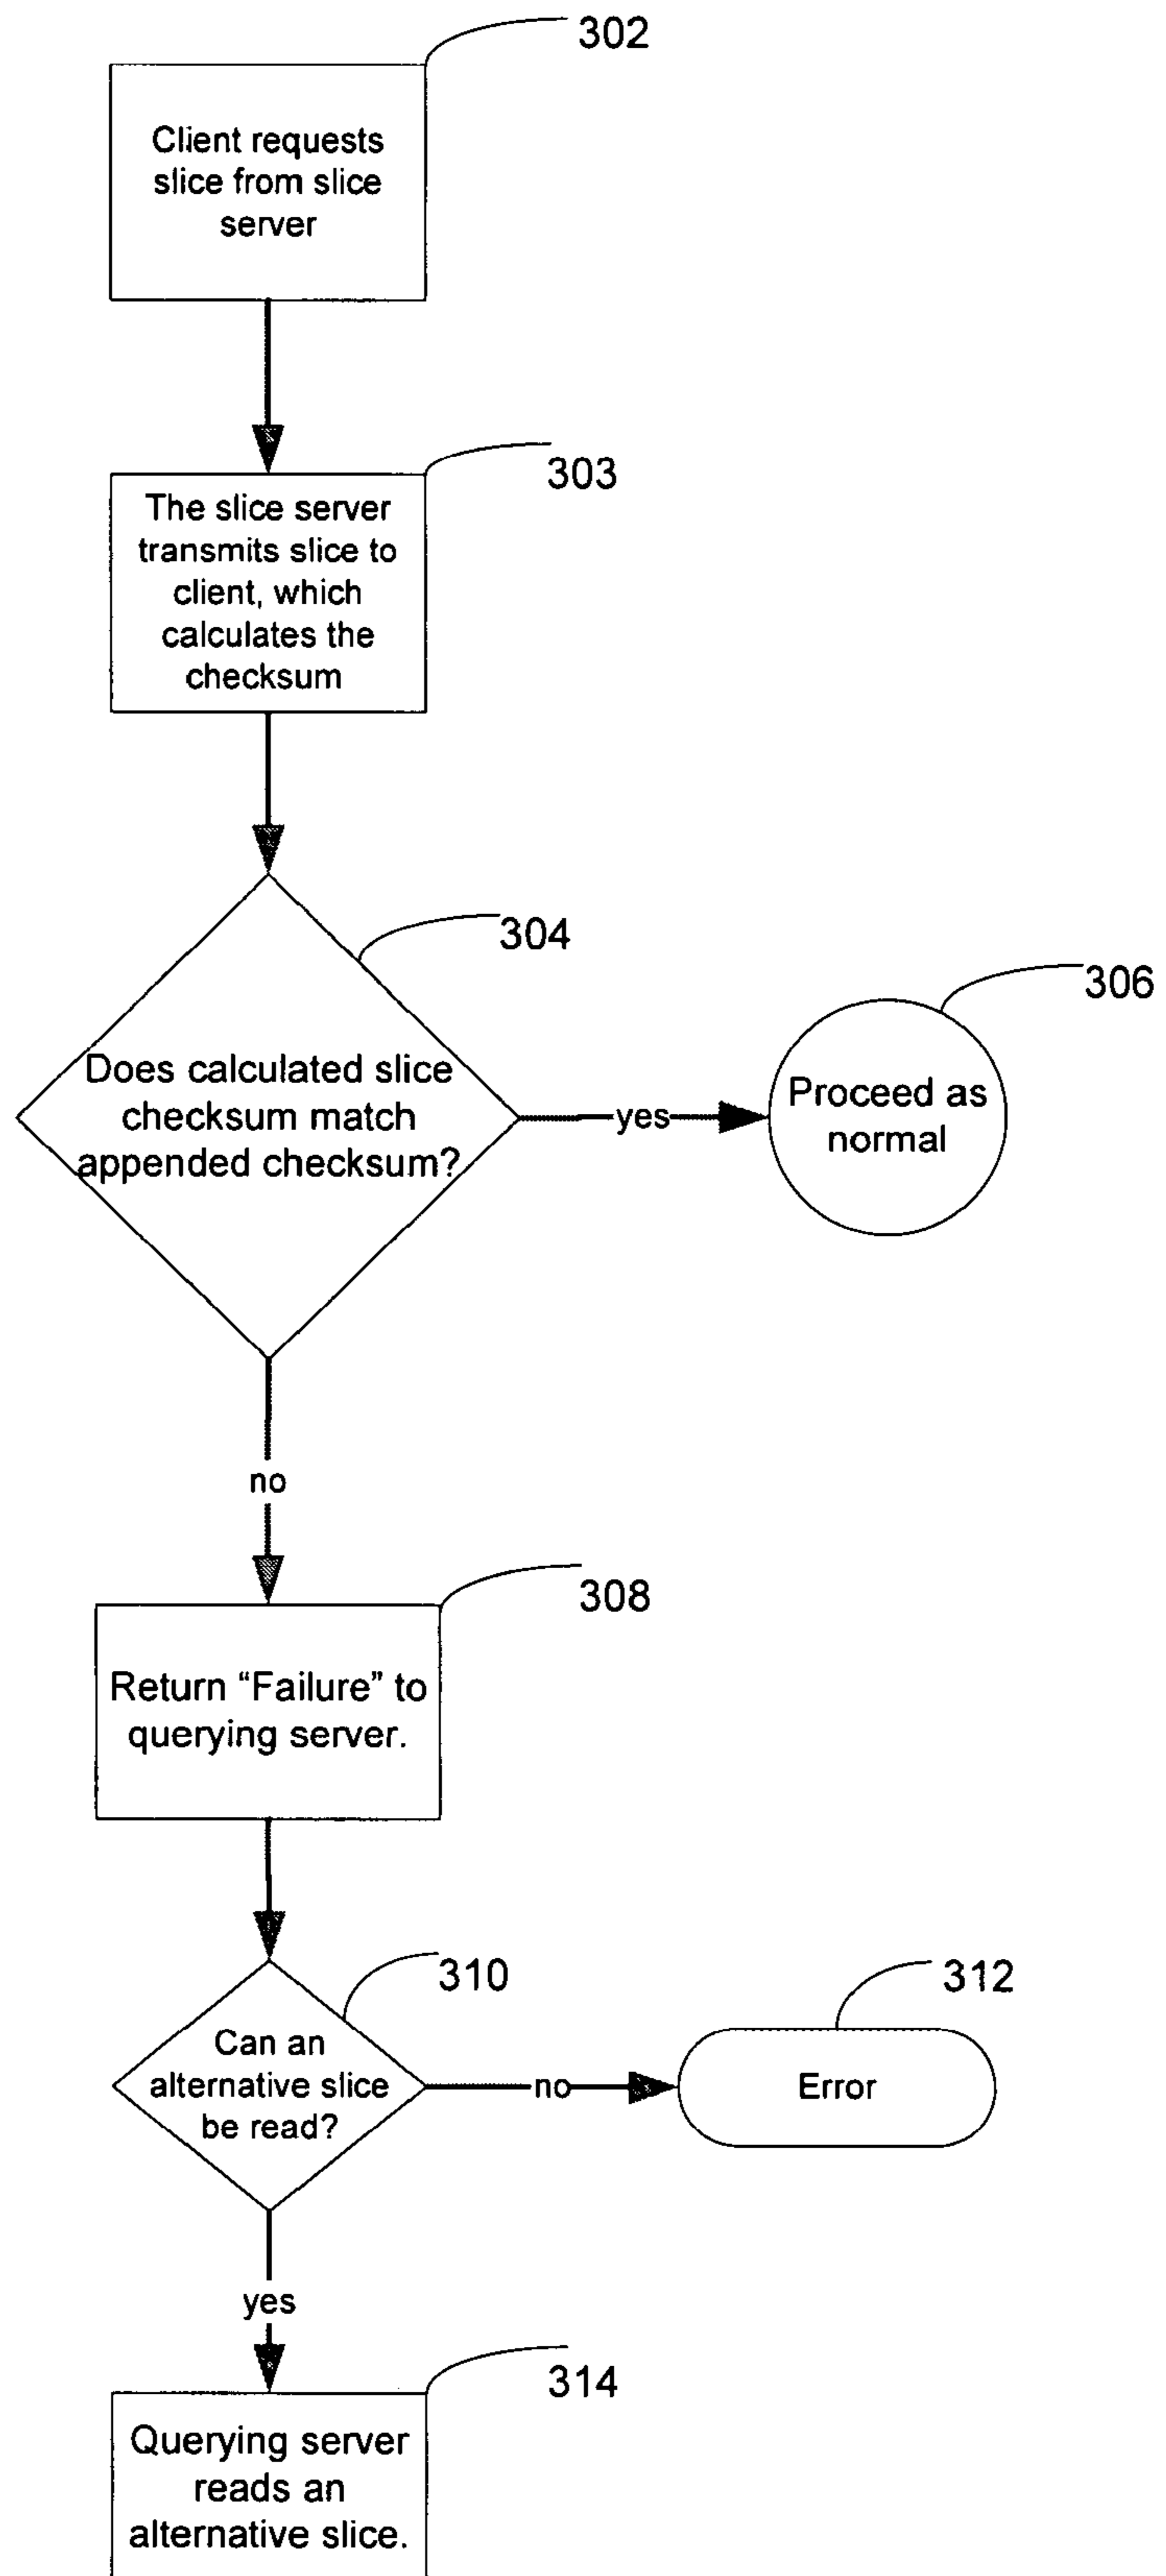 302
Client requests
slice from slice
server
303
The slice server
transmits slice to
client, which
calculates the
checksum
304
306
Does calculated slice
checksum match
appended checksum?
yes
Proceed as
normal
no
308
Return “Failure” to
querying server.
310
312
Can an
alternative slice
be read?
no
Error
yes
314
Querying server
reads an
alternative slice.